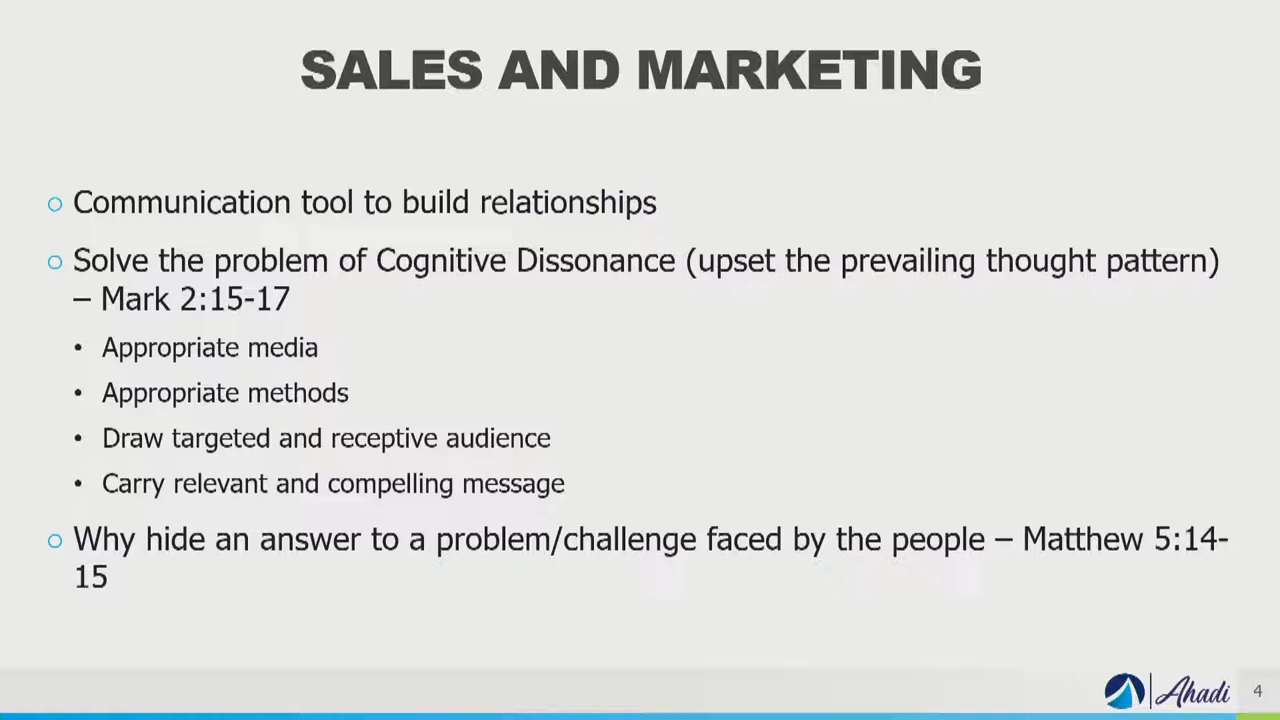 SALES AND MARKETING
○ Communication tool to build relationships
○ Solve the problem of Cognitive Dissonance (upset the prevailing thought pattern)
– Mark 2:15-17
• Appropriate media
• Appropriate methods
• Draw targeted and receptive audience
• Carry relevant and compelling message
○ Why hide an answer to a problem/challenge faced by the people – Matthew 5:14-
15
Ahadi
4